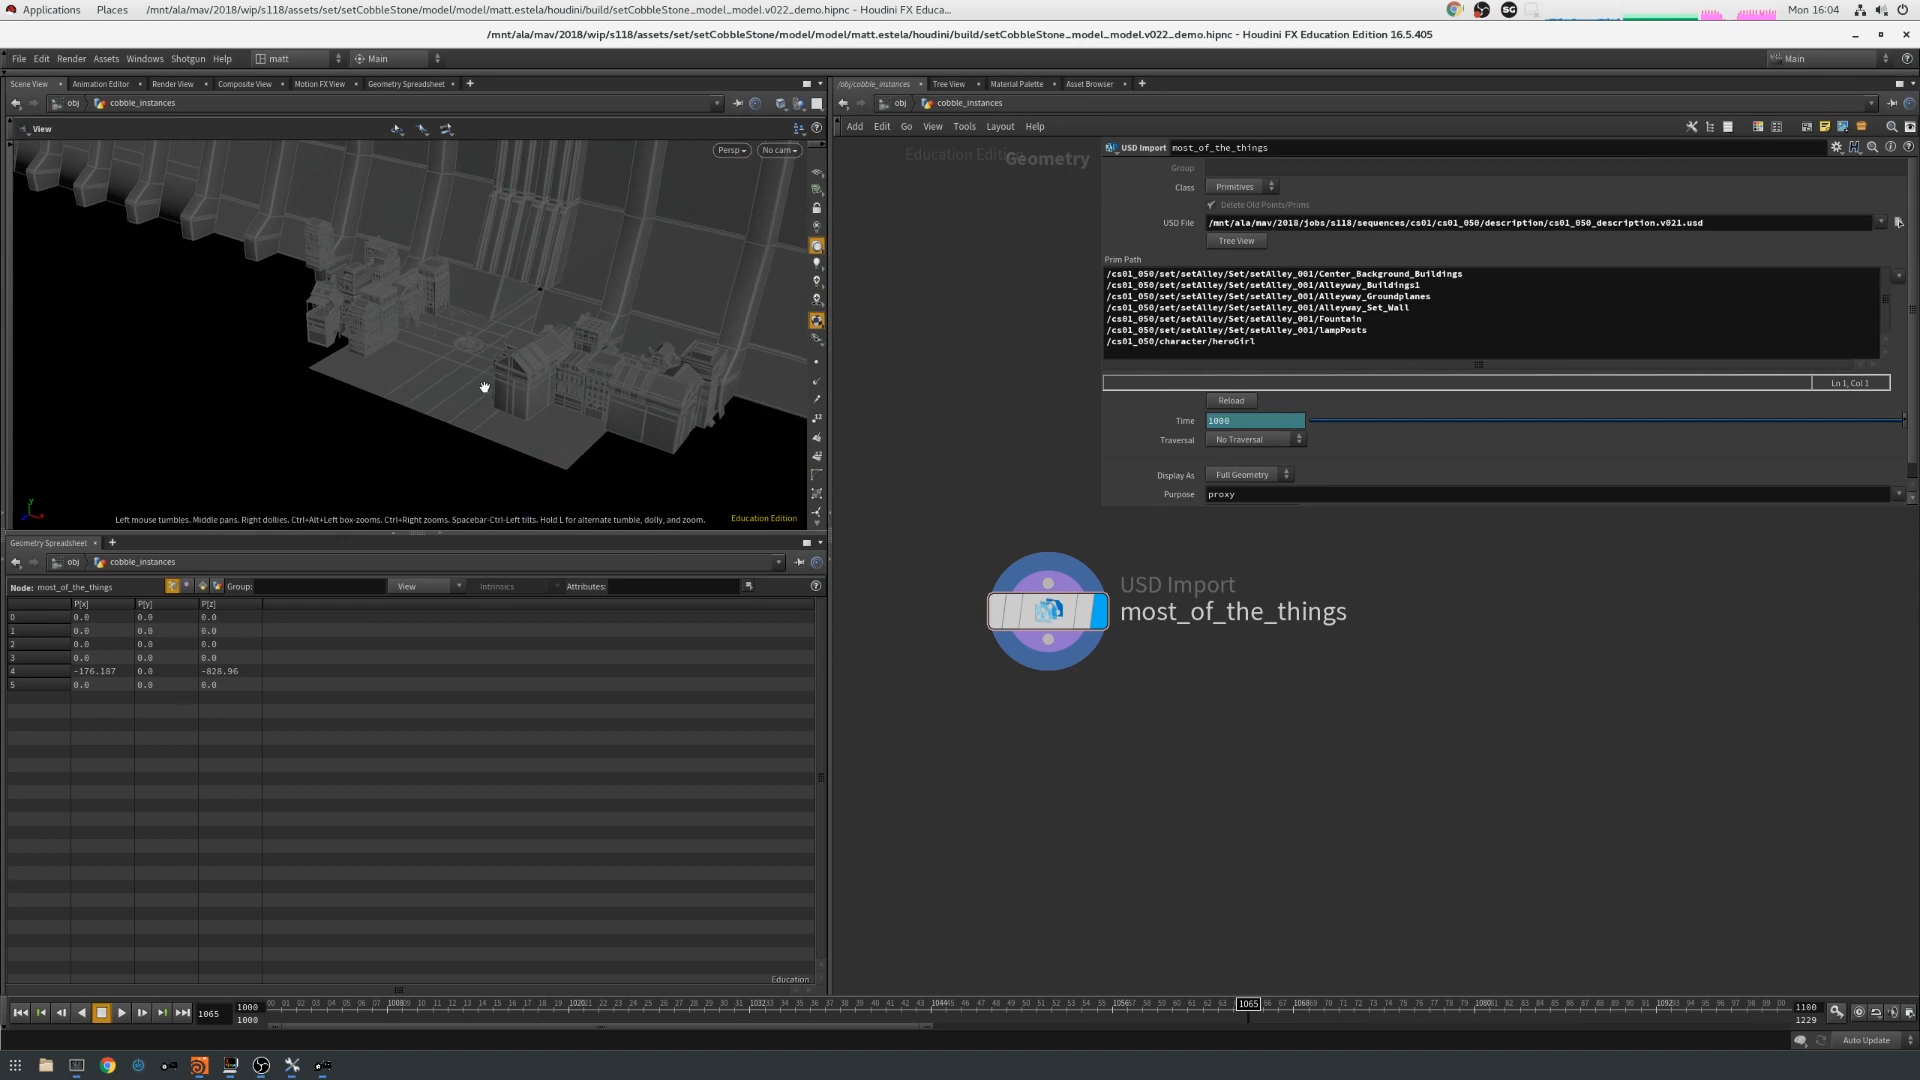 Applications Places /mnt/ala/mav/2018/wip/s118/assets/set/setCobbleStone/model/model/matt.estela/houdini/build/setCobbleStone_model_model.v022_demo.hipnc - Houdini FX Educa... Mon 16:04
/mnt/ala/mav/2018/wip/s118/assets/set/setCobbleStone/model/model/matt.estela/houdini/build/setCobbleStone_model_model.v022_demo.hipnc - Houdini FX Education Edition 16.5.405
File Edit Render Assets Windows Shotgun Help matt Main Main
Scene View Animation Editor Render View Composite View Motion FX View Geometry Spreadsheet
obj cobble_instances
View
Persp No cam
Left mouse tumbles. Middle pans. Right dollies. Ctrl+Alt+Left box-zooms. Ctrl+Right zooms. Spacebar-Ctrl-Left tilts. Hold L for alternate tumble, dolly, and zoom. Education Edition
Geometry Spreadsheet
obj cobble_instances
Node: most_of_the_things Group: View Intrinsics Attributes:
P[x] P[y] P[z]
0 0.0 0.0 0.0
1 0.0 0.0 0.0
2 0.0 0.0 0.0
3 0.0 0.0 0.0
4 -176.187 0.0 -828.96
5 0.0 0.0 0.0
Education
/obj/cobble_instances Tree View Material Palette Asset Browser
obj cobble_instances
Add Edit Go View Tools Layout Help
Geometry
USD Import most_of_the_things
Group
Class Primitives
Delete Old Points/Prims
USD File /mnt/ala/mav/2018/jobs/s118/sequences/cs01/cs01_050/description/cs01_050_description.v021.usd
Tree View
Prim Path
/cs01_050/set/setAlley/Set/setAlley_001/Center_Background_Buildings
/cs01_050/set/setAlley/Set/setAlley_001/Alleyway_Buildings1
/cs01_050/set/setAlley/Set/setAlley_001/Alleyway_Groundplanes
/cs01_050/set/setAlley/Set/setAlley_001/Alleyway_Set_Wall
/cs01_050/set/setAlley/Set/setAlley_001/Fountain
/cs01_050/set/setAlley/Set/setAlley_001/lampPosts
/cs01_050/character/heroGirl
Ln 1, Col 1
Reload
Time 1000
Traversal No Traversal
Display As Full Geometry
Purpose proxy
USD Import
most_of_the_things
1065 1000
1000
1065
1100
1229
Auto Update